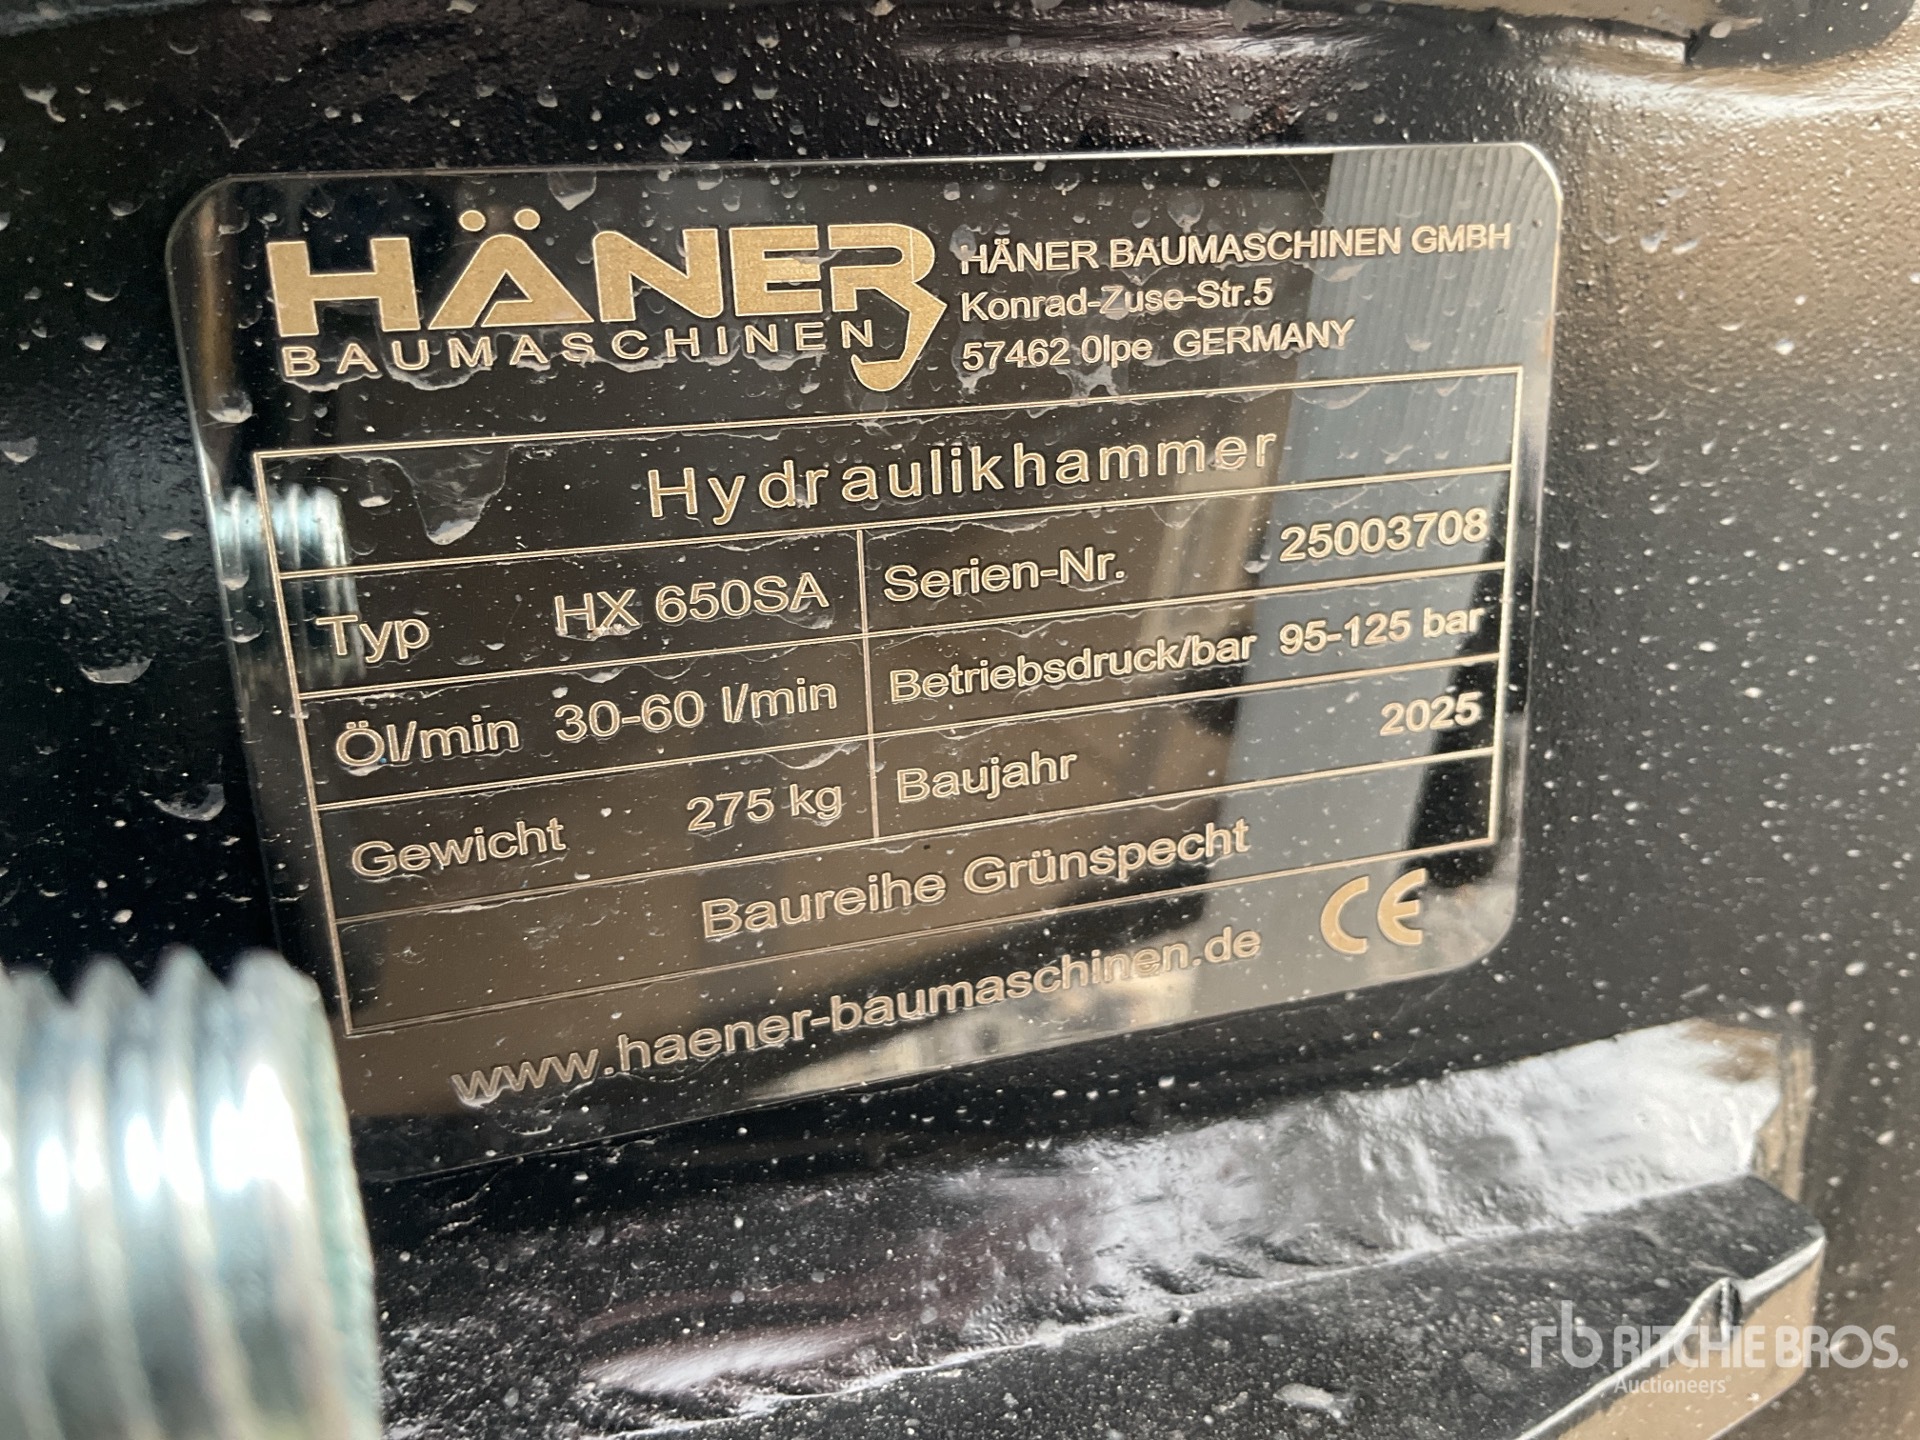 HÄNER
BAUMASCHINEN
HÄNER BAUMASCHINEN GMBH
Konrad-Zuse-Str.5
57462 Olpe GERMANY
Hydraulikhammer
Typ HX 650SA
Serien-Nr. 25003708
Öl/min 30-60 l/min
Betriebsdruck/bar 95-125 bar
Gewicht 275 kg
Baujahr 2025
Baureihe Grünspecht
www.haener-baumaschinen.de
CE
rb RITCHIE BROS.
Auctioneers